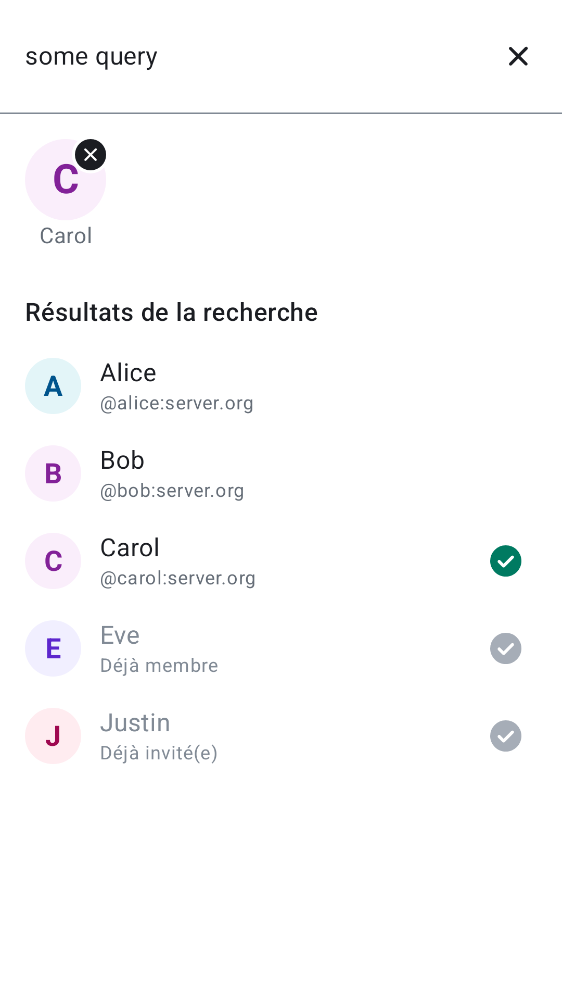 some query
C
Carol
Résultats de la recherche
A
Alice
@alice:server.org
B
Bob
@bob:server.org
C
Carol
@carol:server.org
E
Eve
Déjà membre
J
Justin
Déjà invité(e)